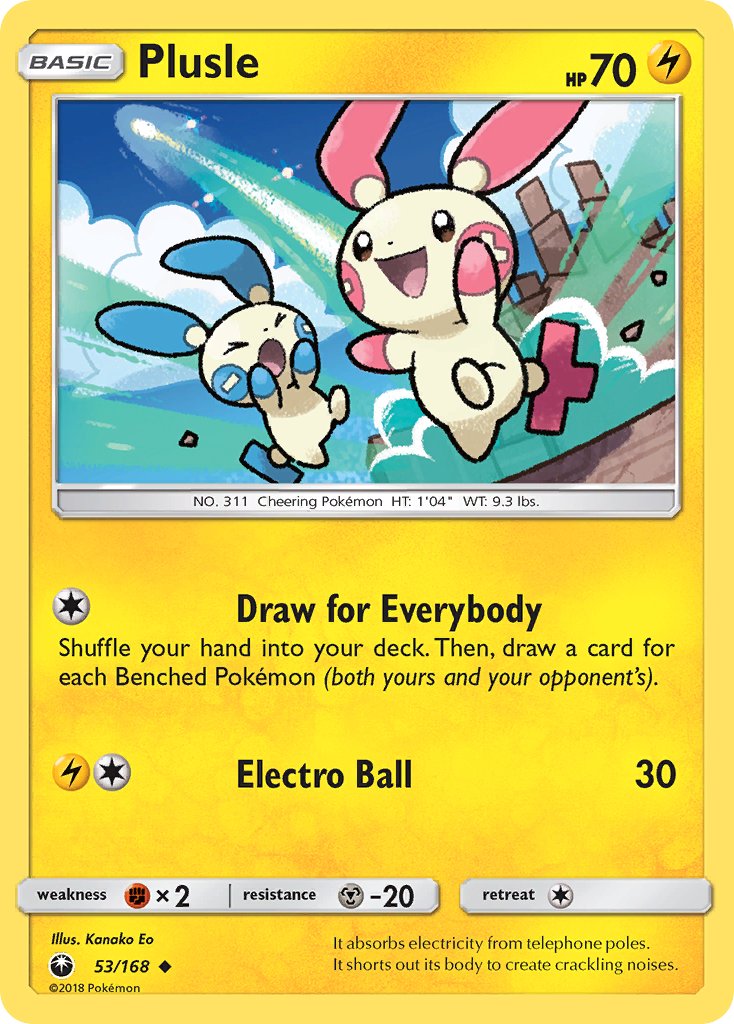 BASIC Plusle HP 70
NO. 311 Cheering Pokémon HT: 1'04" WT: 9.3 lbs.
Draw for Everybody
Shuffle your hand into your deck. Then, draw a card for
each Benched Pokémon (both yours and your opponent's).
Electro Ball 30
weakness ×2 resistance -20 retreat
Illus. Kanako Eo
53/168
©2018 Pokémon
It absorbs electricity from telephone poles.
It shorts out its body to create crackling noises.